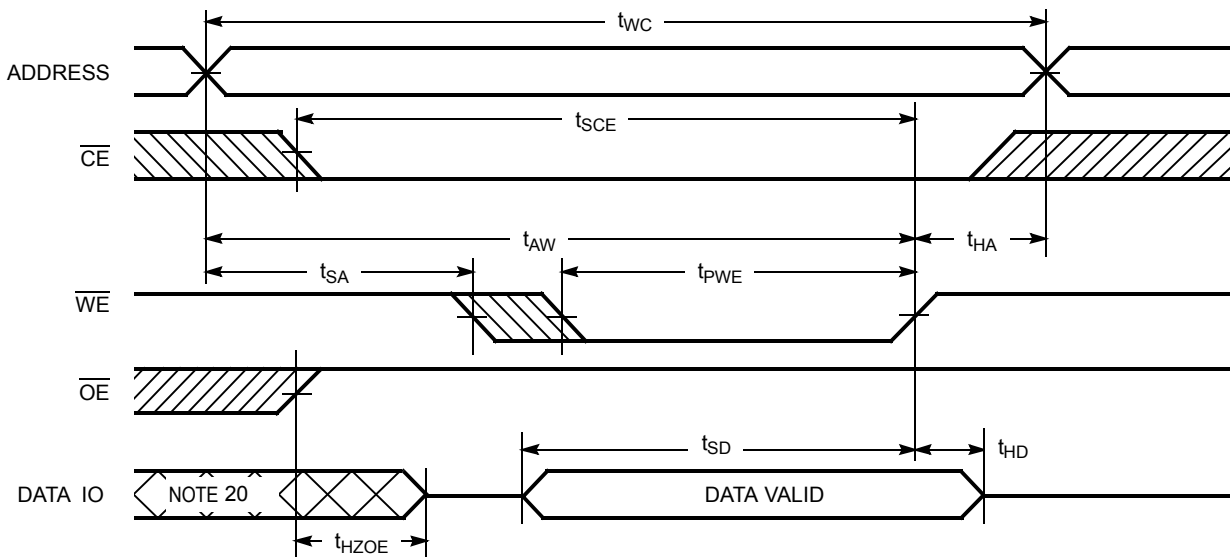 tWC
ADDRESS
tSCE
CE
tAW
tHA
tSA
tPWE
WE
OE
tSD
tHD
DATA IO
NOTE 20
DATA VALID
tHZOE